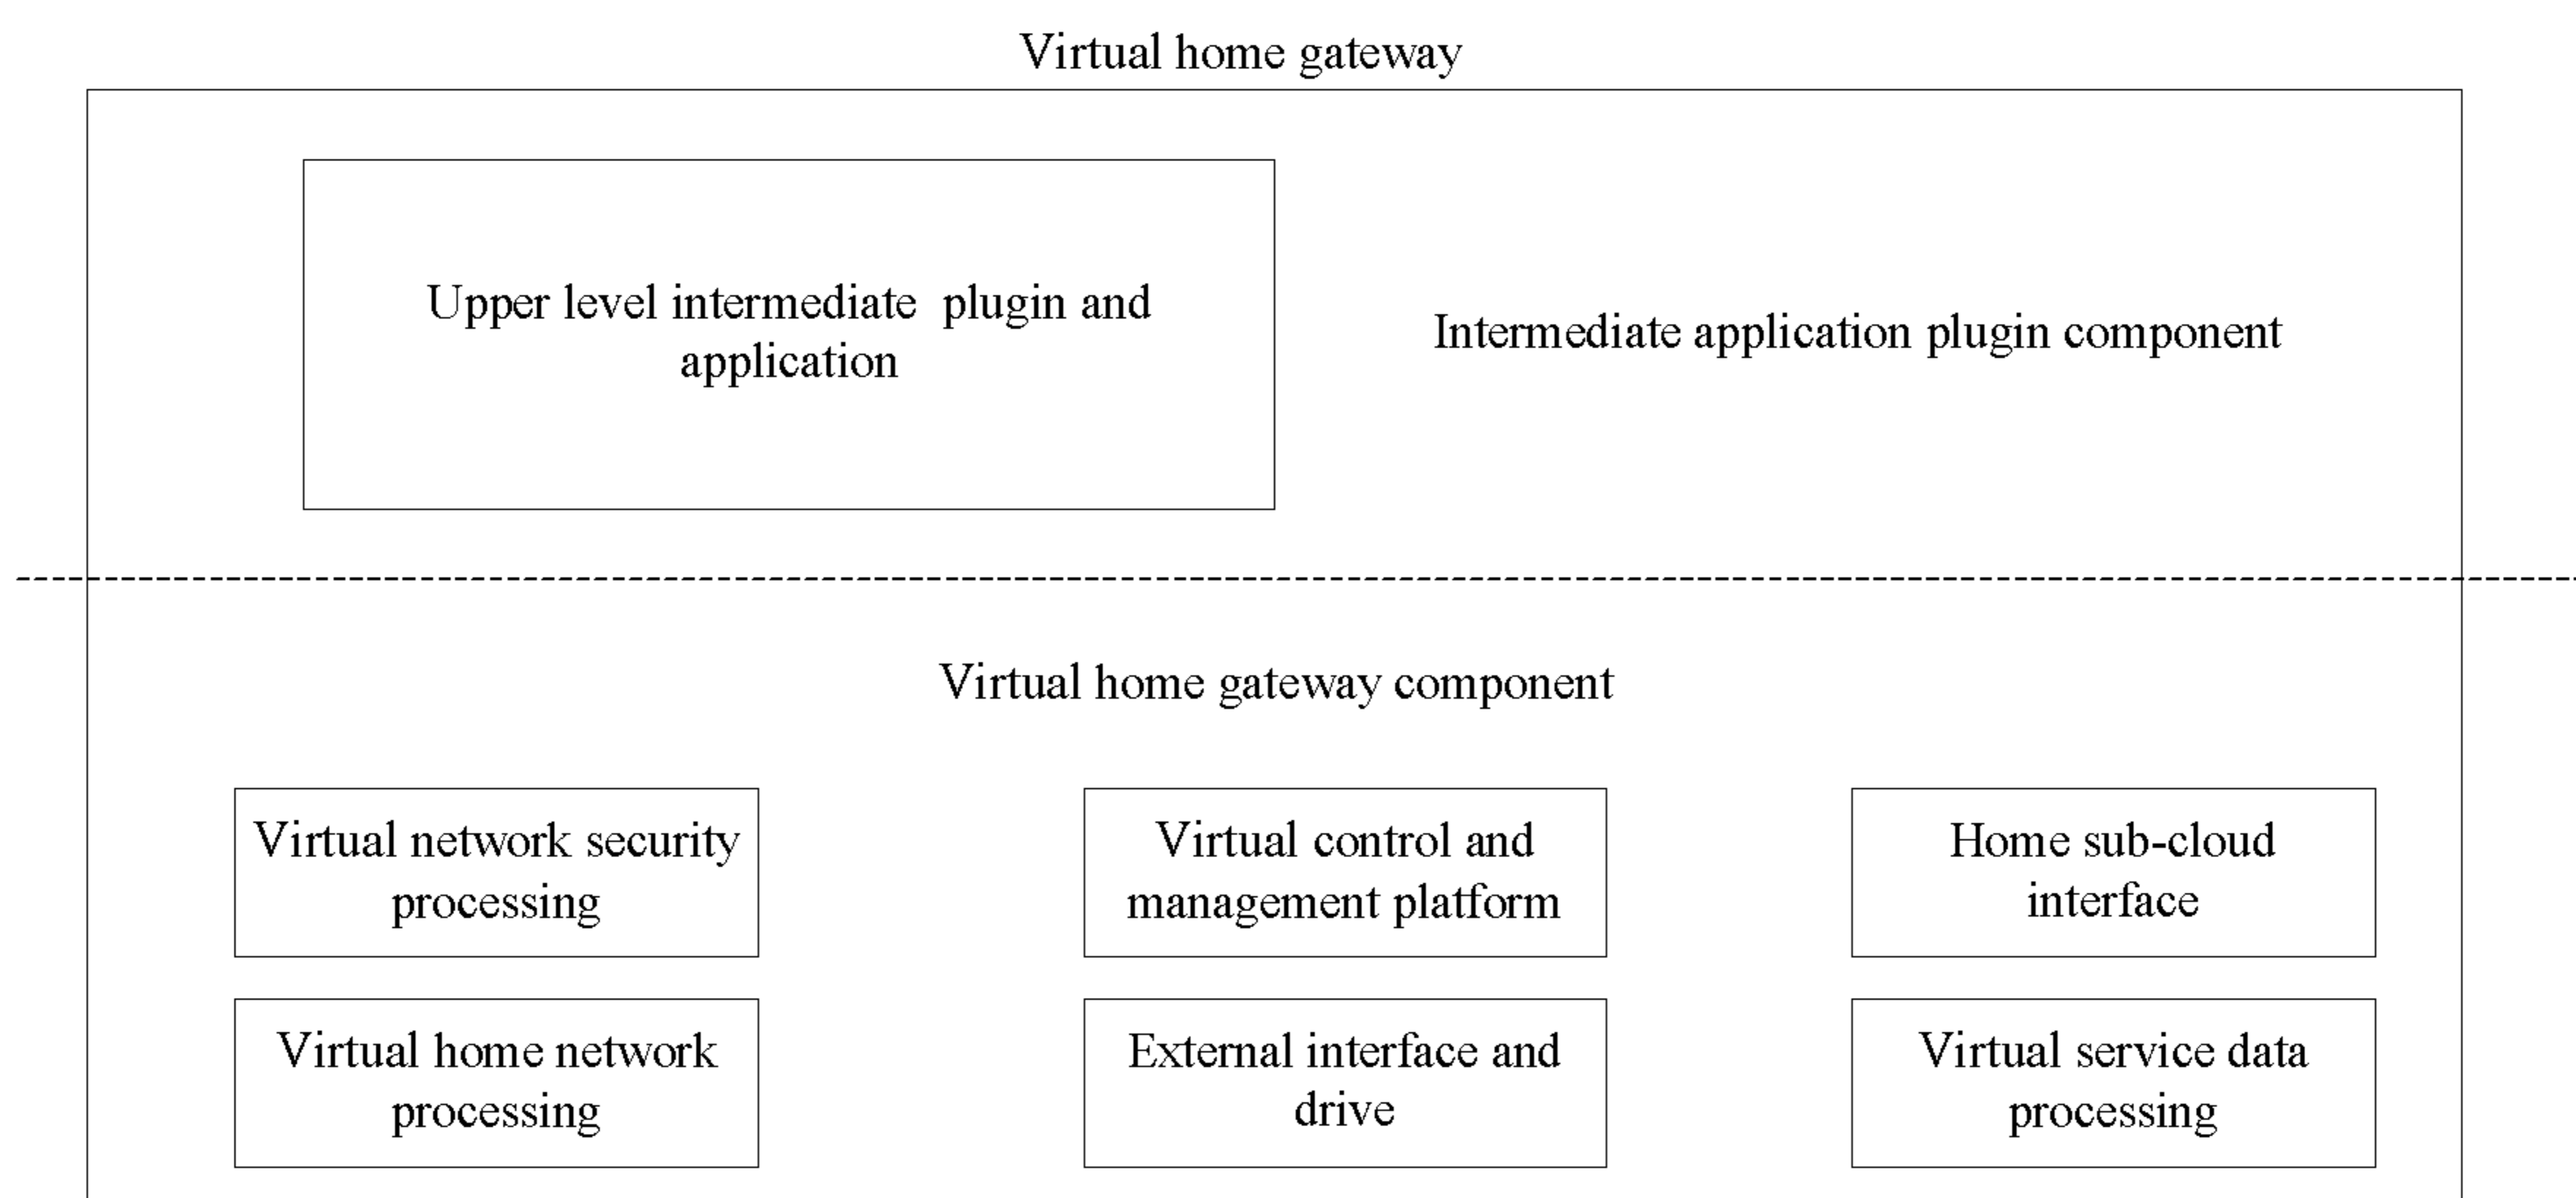 Virtual home gateway
Upper level intermediate  plugin and
application
Intermediate application plugin component
Virtual home gateway component
Virtual network security
processing
Virtual control and
management platform
Home sub-cloud
interface
Virtual home network
processing
External interface and
drive
Virtual service data
processing